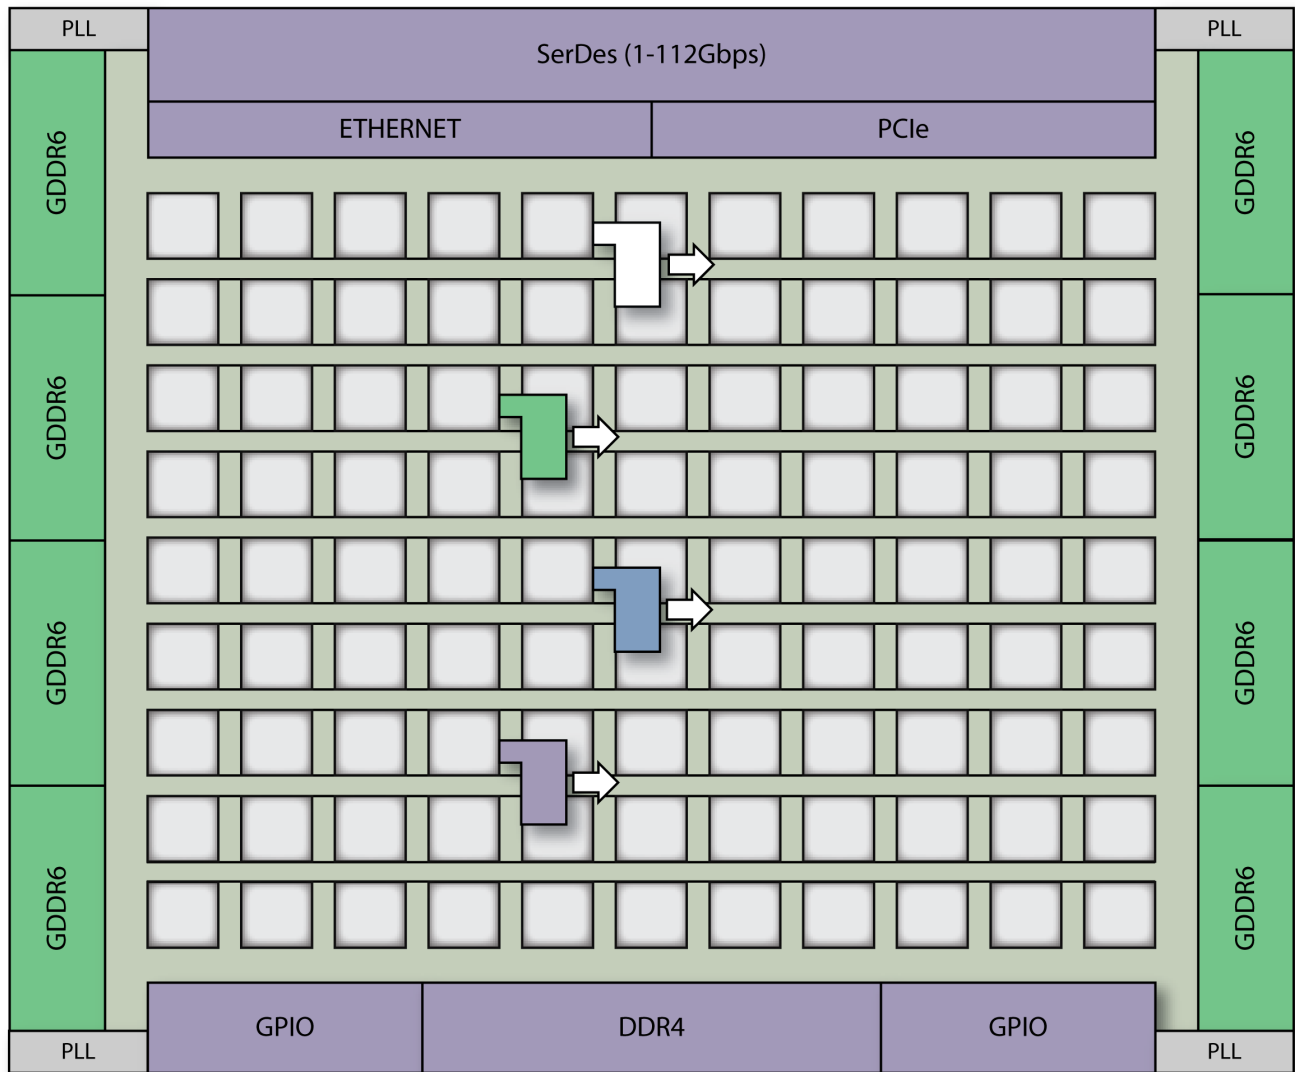 PLL
SerDes (1-112Gbps)
PLL
ETHERNET
PCIe
GDDR6
GDDR6
GDDR6
GDDR6
GDDR6
GDDR6
GDDR6
GDDR6
GPIO
DDR4
GPIO
PLL
PLL